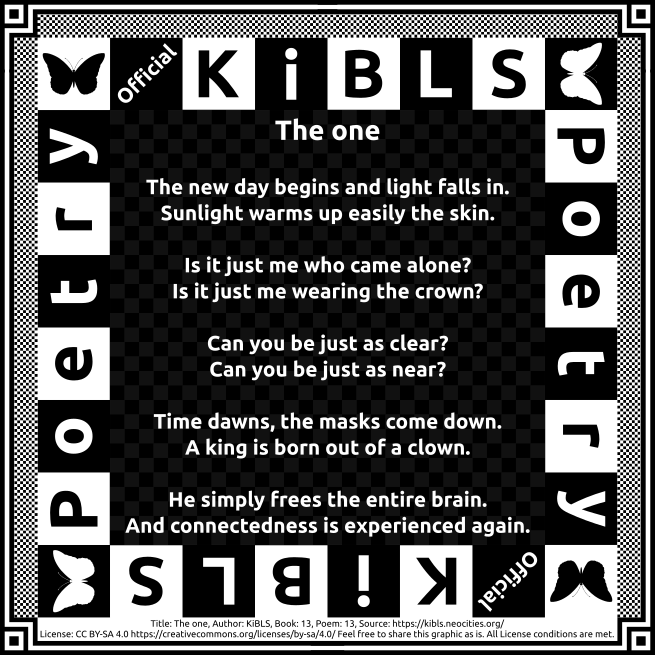 Official KiBLS
Poetry
Poetry
The one
The new day begins and light falls in.
Sunlight warms up easily the skin.
Is it just me who came alone?
Is it just me wearing the crown?
Can you be just as clear?
Can you be just as near?
Time dawns, the masks come down.
A king is born out of a clown.
He simply frees the entire brain.
And connectedness is experienced again.
Official KiBLS
Title: The one, Author: KiBLS, Book: 13, Poem: 13, Source: https://kibls.neocities.org/
License: CC BY-SA 4.0 https://creativecommons.org/licenses/by-sa/4.0/ Feel free to share this graphic as is. All License conditions are met.